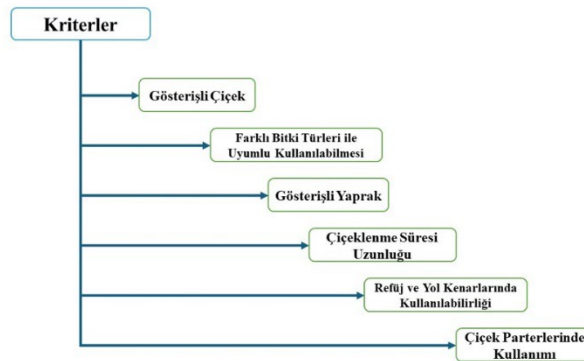 Kriterler
Gösterişli Çiçek
Farklı Bitki Türleri ile
Uyumlu Kullanılabilmesi
Gösterişli Yaprak
Çiçeklenme Süresi
Uzunluğu
Refüj ve Yol Kenarlarında
Kullanılabilirliği
Çiçek Parterlerinde
Kullanımı